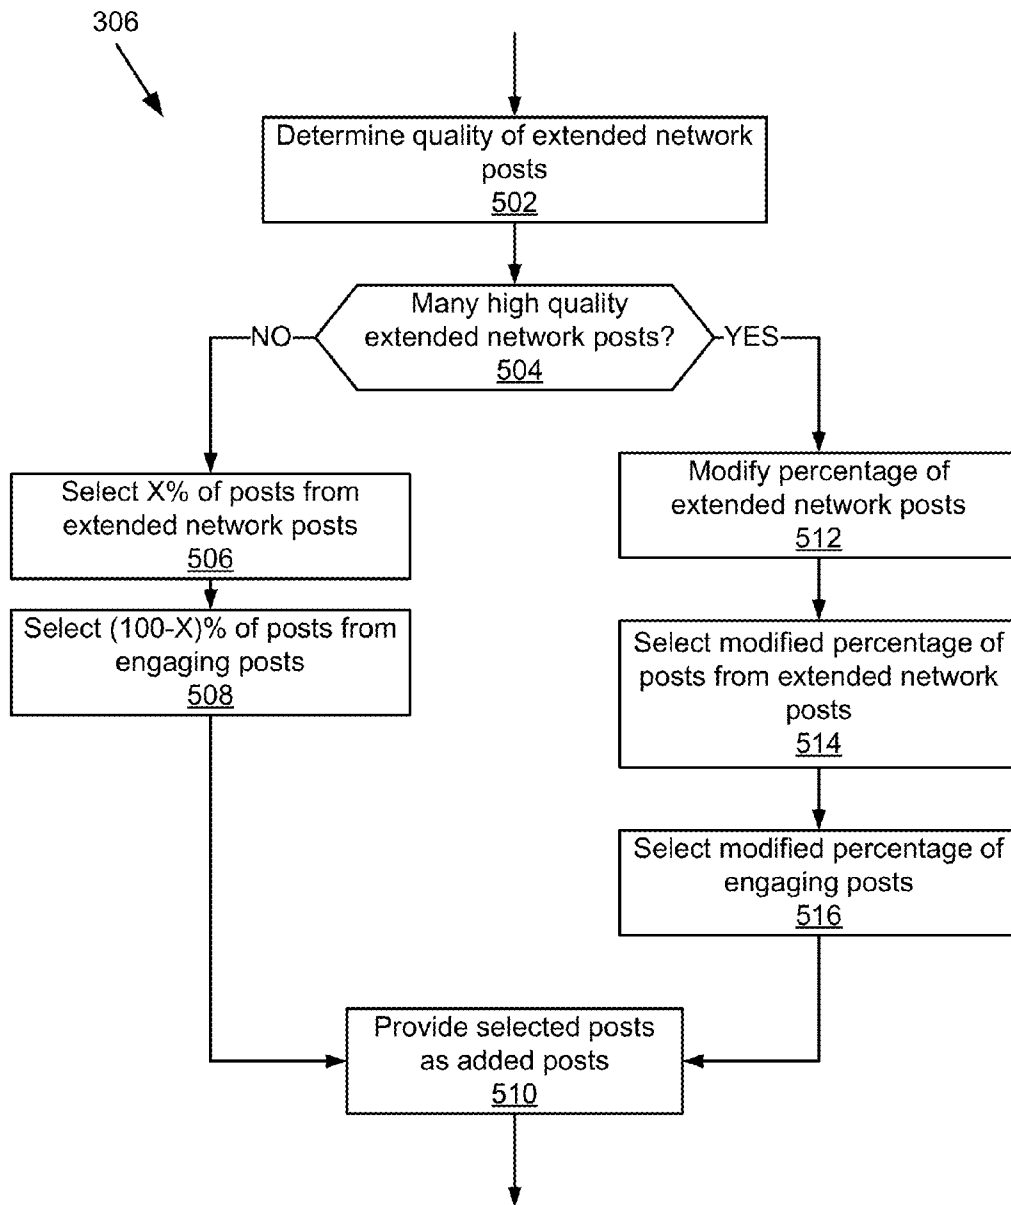 306
Determine quality of extended network
posts
502
Many high quality
extended network posts?
504
NO
YES
Select X% of posts from
extended network posts
506
Select (100-X)% of posts from
engaging posts
508
Modify percentage of
extended network posts
512
Select modified percentage of
posts from extended network
posts
514
Select modified percentage of
engaging posts
516
Provide selected posts
as added posts
510